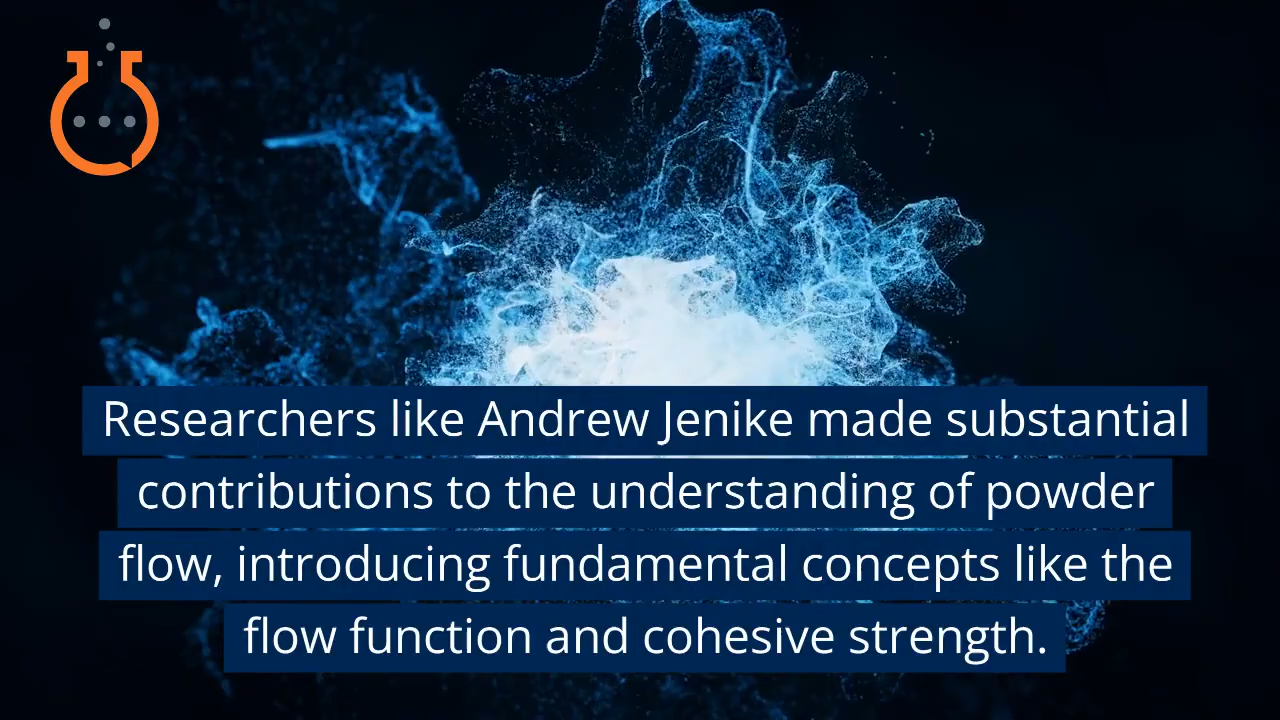 Researchers like Andrew Jenike made substantial
contributions to the understanding of powder
flow, introducing fundamental concepts like the
flow function and cohesive strength.